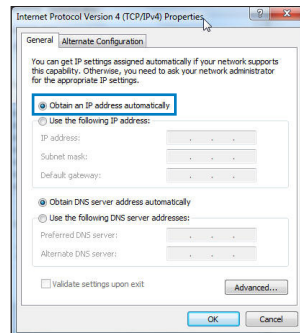 Internet Protocol Version 4 (TCP/IPv4) Properties
General
Alternate Configuration
You can get IP settings assigned automatically if your network supports
this capability. Otherwise, you need to ask your network administrator
for the appropriate IP settings.
Obtain an IP address automatically
Use the following IP address:
IP address:
Subnet mask:
Default gateway:
Obtain DNS server address automatically
Use the following DNS server addresses:
Preferred DNS server:
Alternate DNS server:
Validate settings upon exit
Advanced...
OK
Cancel